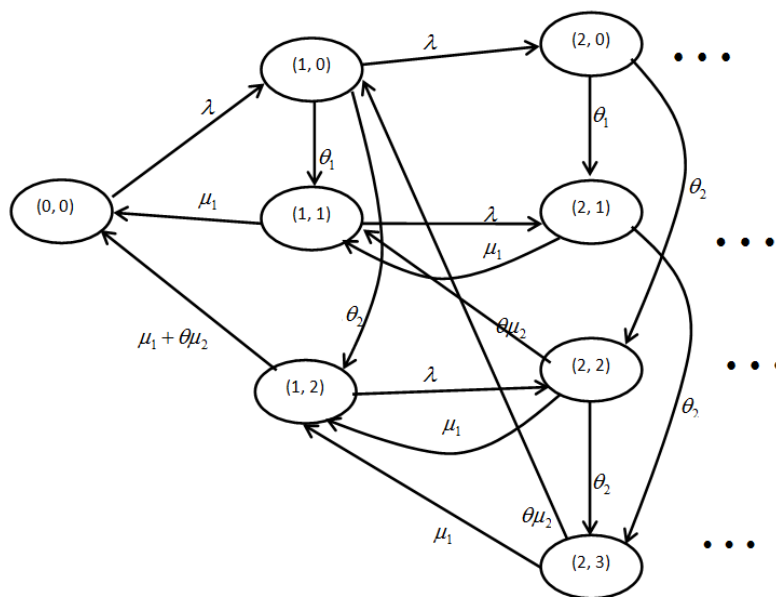 (2, 0)
λ
(1, 0)
λ
θ₁
θ₁
θ₂
(0, 0)
μ₁
(1, 1)
λ
(2, 1)
μ₁
θ₂
θμ₂
μ₁ + θμ₂
λ
(2, 2)
(1, 2)
μ₁
θ₂
θ₂
μ₁
θμ₂
(2, 3)